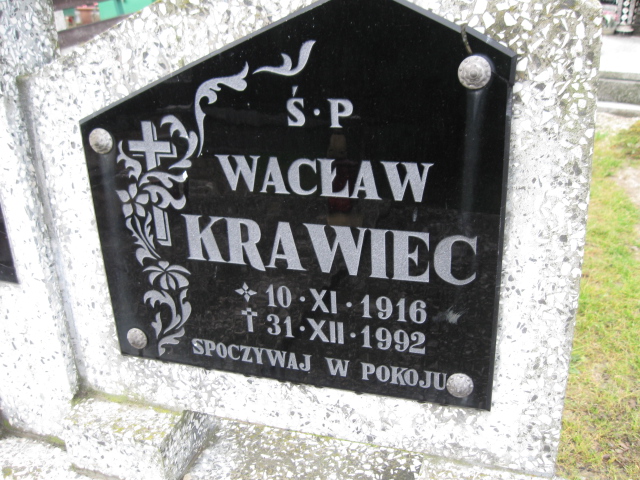 Ś·P
WACŁAW
KRAWIEC
10·XI·1916
31·XII·1992
SPOCZYWAJ W POKOJU